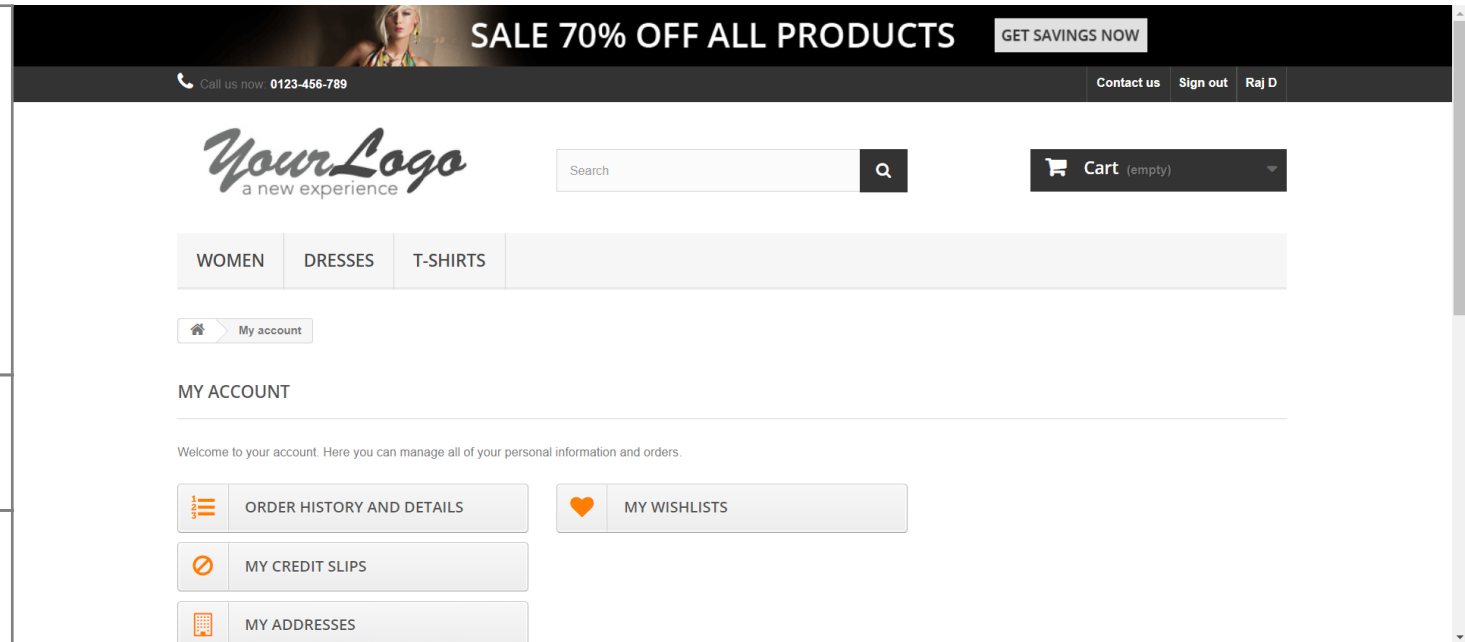 SALE 70% OFF ALL PRODUCTS GET SAVINGS NOW
Call us now: 0123-456-789 Contact us Sign out Raj D
YourLogo
a new experience
Search
Cart (empty)
WOMEN DRESSES T-SHIRTS
My account
MY ACCOUNT
Welcome to your account. Here you can manage all of your personal information and orders.
1 2 3 ORDER HISTORY AND DETAILS MY WISHLISTS
MY CREDIT SLIPS
MY ADDRESSES